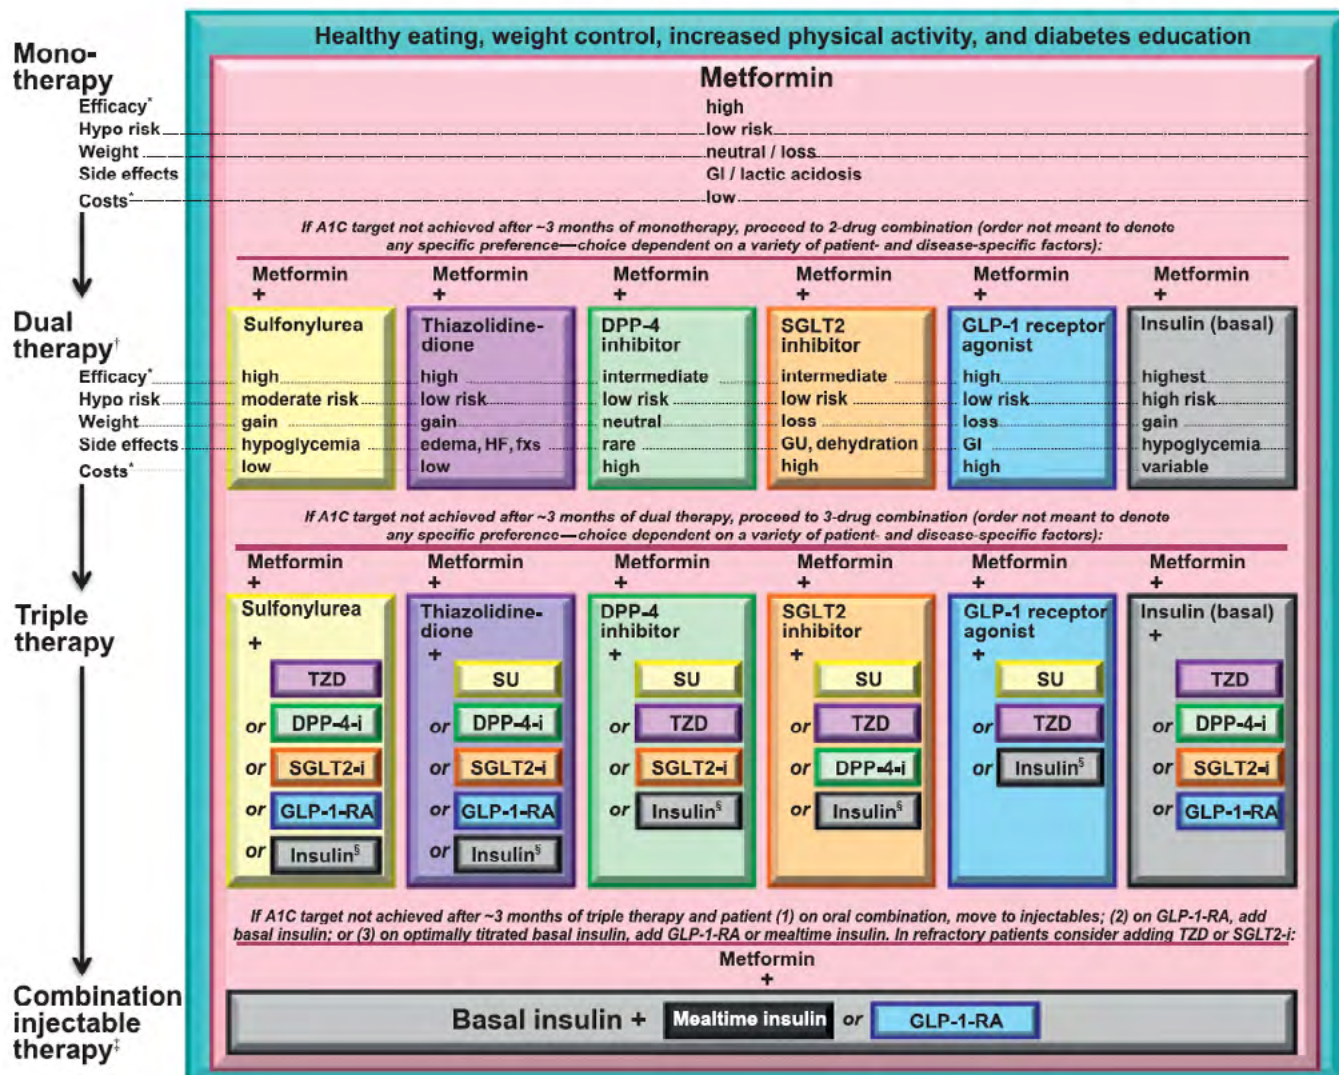 Healthy eating, weight control, increased physical activity, and diabetes education
Mono-
therapy
Metformin
Efficacy* high
Hypo risk low risk
Weight neutral / loss
Side effects GI / lactic acidosis
Costs* low
If A1C target not achieved after ~3 months of monotherapy, proceed to 2-drug combination (order not meant to denote
any specific preference—choice dependent on a variety of patient- and disease-specific factors):
Metformin Metformin Metformin Metformin Metformin Metformin
+ + + + + +
Dual
therapy†
Sulfonylurea Thiazolidine- DPP-4 SGLT2 GLP-1 receptor Insulin (basal)
dione inhibitor inhibitor agonist
Efficacy* high high intermediate intermediate high highest
Hypo risk moderate risk low risk low risk low risk low risk high risk
Weight gain gain neutral loss loss gain
Side effects hypoglycemia edema, HF, fxs rare GU, dehydration GI hypoglycemia
Costs* low low high high high variable
If A1C target not achieved after ~3 months of dual therapy, proceed to 3-drug combination (order not meant to denote
any specific preference—choice dependent on a variety of patient- and disease-specific factors):
Metformin Metformin Metformin Metformin Metformin Metformin
+ + + + + +
Triple
therapy
Sulfonylurea Thiazolidine- DPP-4 SGLT2 GLP-1 receptor Insulin (basal)
dione inhibitor inhibitor agonist
+ + + + + +
TZD SU SU SU SU TZD
or DPP-4-i or DPP-4-i or TZD or TZD or TZD or DPP-4-i
or SGLT2-i or SGLT2-i or SGLT2-i or DPP-4-i or Insulin§ or SGLT2-i
or GLP-1-RA or GLP-1-RA or Insulin§ or Insulin§ or GLP-1-RA
or Insulin§ or Insulin§
If A1C target not achieved after ~3 months of triple therapy and patient (1) on oral combination, move to injectables; (2) on GLP-1-RA, add
basal insulin; or (3) on optimally titrated basal insulin, add GLP-1-RA or mealtime insulin. In refractory patients consider adding TZD or SGLT2-i:
Metformin
+
Combination
injectable
therapy‡
Basal insulin + Mealtime insulin or GLP-1-RA